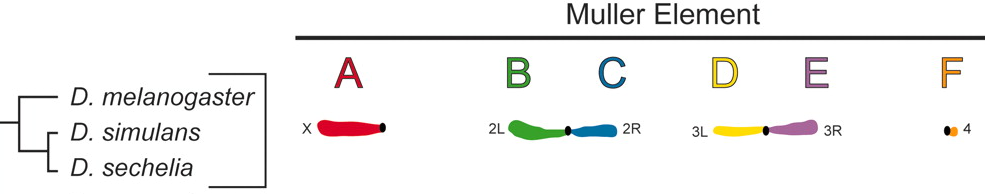 Muller Element
A B C D E F
D. melanogaster
D. simulans
D. sechelia
X 2L 2R 3L 3R 4